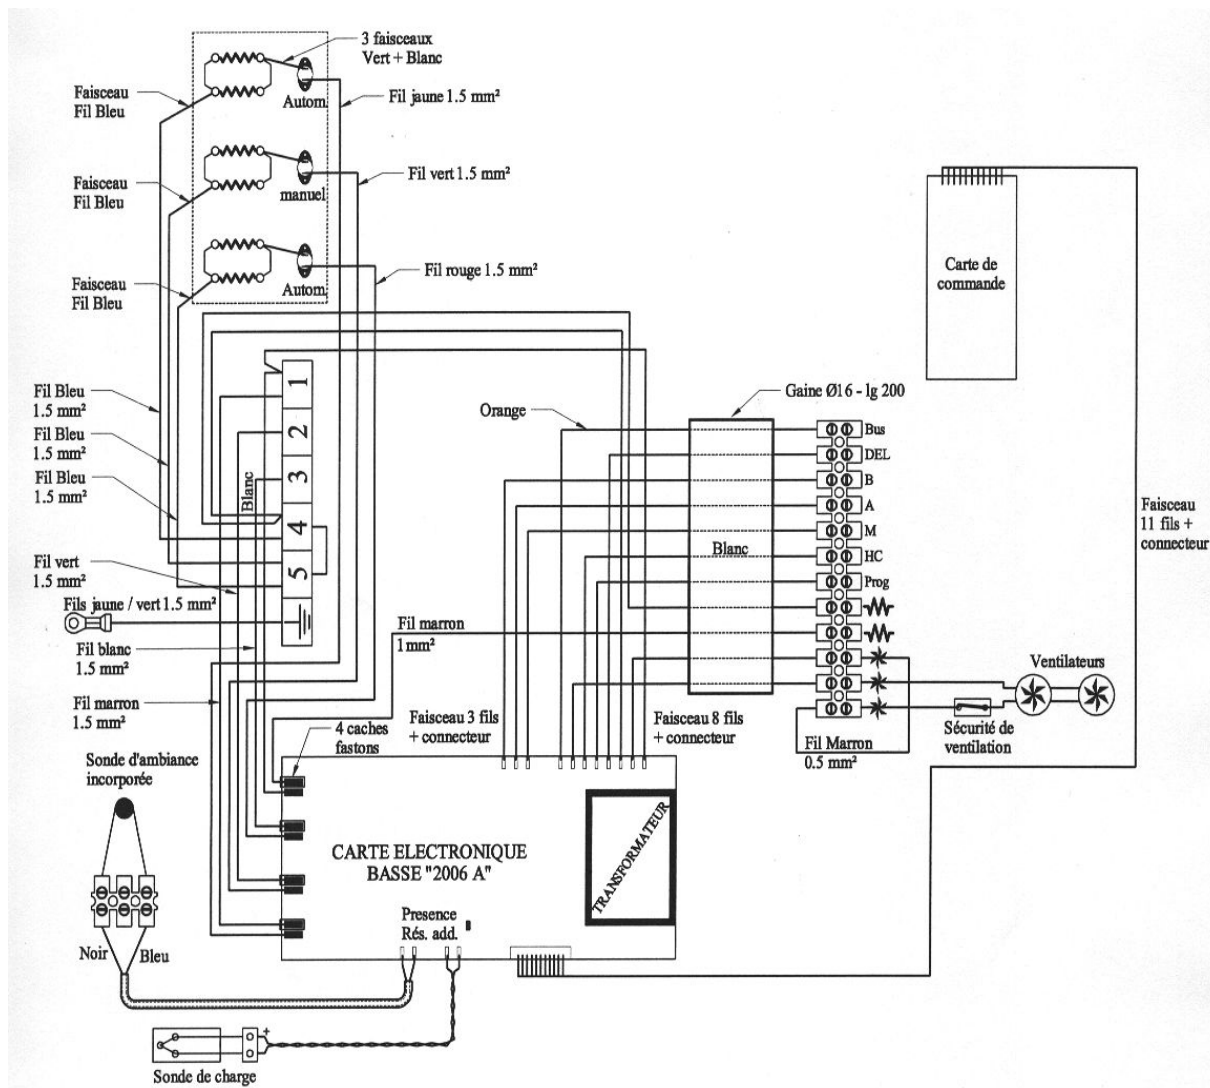 3 faisceaux
Vert + Blanc
Faisceau
Fil Bleu
Autom.
Fil jaune 1.5 mm²
Faisceau
Fil Bleu
manuel
Fil vert 1.5 mm²
Faisceau
Fil Bleu
Autom.
Fil rouge 1.5 mm²
Carte de
commande
Fil Bleu
1.5 mm²
Fil Bleu
1.5 mm²
Fil Bleu
1.5 mm²
1
2
3
4
5
Blanc
Orange
Gaine Ø16 - lg 200
Bus
DEL
B
A
M
HC
Prog
Blanc
Faisceau
11 fils +
connecteur
Fil vert
1.5 mm²
Fils jaune / vert 1.5 mm²
Fil blanc
1.5 mm²
Fil marron
1.5 mm²
Fil marron
1mm²
4 caches
fastons
Faisceau 3 fils
+ connecteur
Faisceau 8 fils
+ connecteur
Ventilateurs
Sécurité de
ventilation
Fil Marron
0.5 mm²
Sonde d'ambiance
incorporée
CARTE ELECTRONIQUE
BASSE "2006 A"
TRANSFORMATEUR
Presence
Rés. add.
Noir
Bleu
+
Sonde de charge